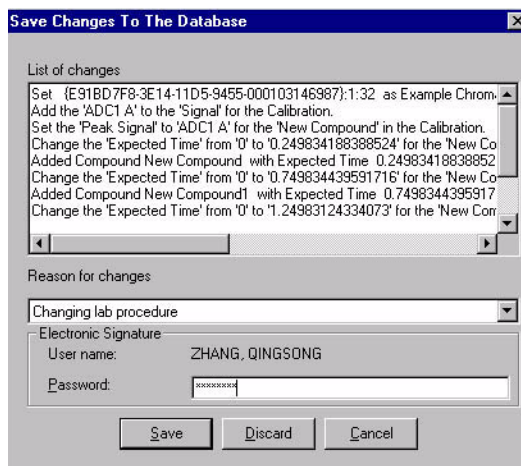 Save Changes To The Database
List of changes
Set {E91BD7F8-3E14-11D5-9455-000103146987}:1:32 as Example Chrom
Add the 'ADC1 A' to the 'Signal' for the Calibration.
Set the 'Peak Signal' to 'ADC1 A' for the 'New Compound' in the Calibration.
Change the 'Expected Time' from '0' to '0.249834188388524' for the 'New Co
Added Compound New Compound with Expected Time 0.24983418838852
Change the 'Expected Time' from '0' to '0.749834439591716' for the 'New Co
Added Compound New Compound1 with Expected Time 0.7498344395917
Change the 'Expected Time' from '0' to '1.24983124334073' for the 'New Com
Reason for changes
Changing lab procedure
Electronic Signature
User name: ZHANG, QINGSONG
Password: xxxxxxxx
Save Discard Cancel